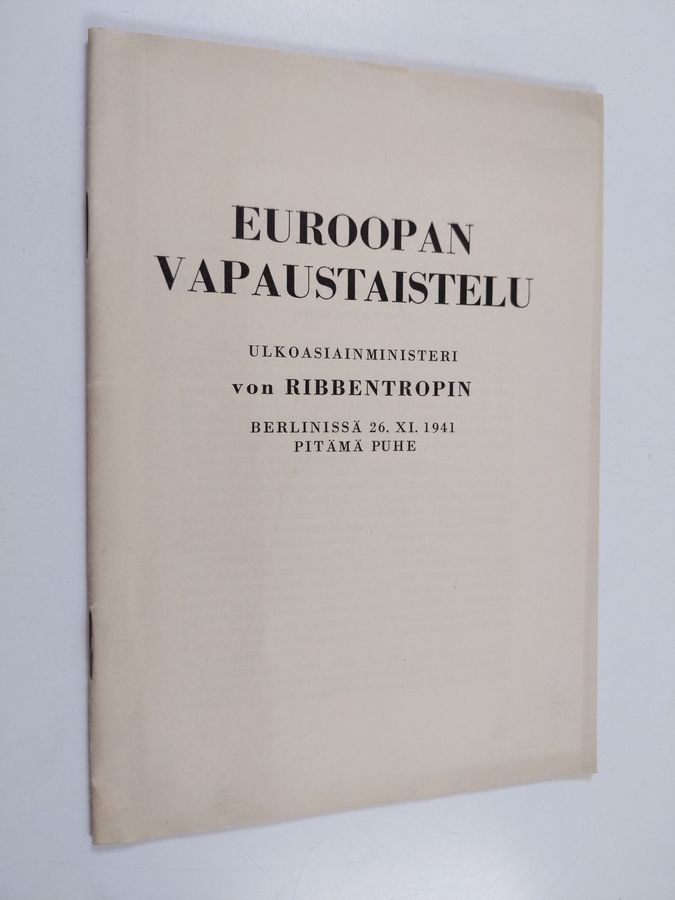 EUROOPAN
VAPAUSTAISTELU
ULKOASIAINMINISTERI
von RIBBENTROPIN
BERLINISSÄ 26. XI. 1941
PITÄMÄ PUHE